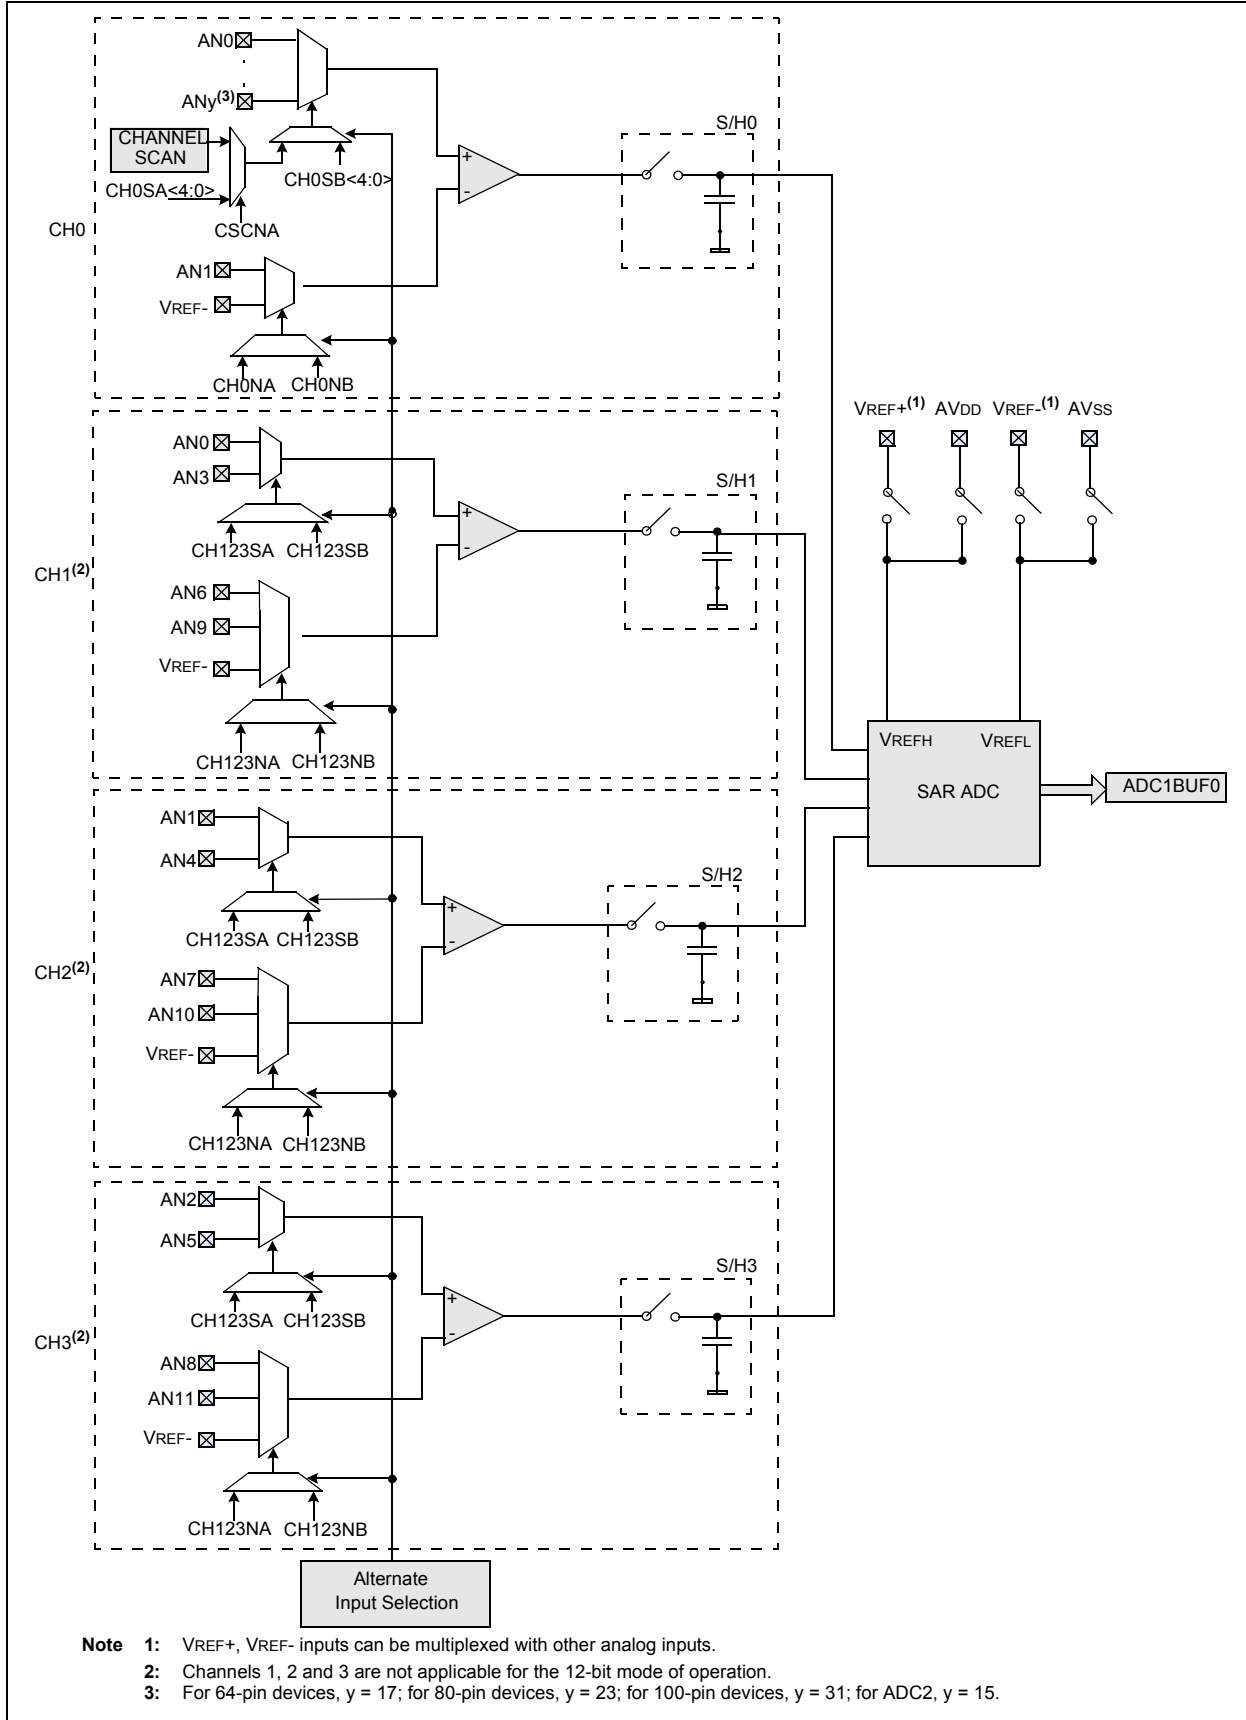 AN0
ANy(3)
CHANNEL
SCAN
CH0SA<4:0>
CH0SB<4:0>
CSCNA
CH0
AN1
VREF-
CH0NA CH0NB
+
-
S/H0
AN0
AN3
CH123SA CH123SB
CH1(2)
AN6
AN9
VREF-
CH123NA CH123NB
+
-
S/H1
VREF+(1) AVDD VREF-(1) AVSS
VREFH VREFL
SAR ADC
ADC1BUF0
AN1
AN4
CH123SA CH123SB
CH2(2)
AN7
AN10
VREF-
CH123NA CH123NB
+
-
S/H2
AN2
AN5
CH123SA CH123SB
CH3(2)
AN8
AN11
VREF-
CH123NA CH123NB
+
-
S/H3
Alternate
Input Selection
Note 1: VREF+, VREF- inputs can be multiplexed with other analog inputs.
2: Channels 1, 2 and 3 are not applicable for the 12-bit mode of operation.
3: For 64-pin devices, y = 17; for 80-pin devices, y = 23; for 100-pin devices, y = 31; for ADC2, y = 15.